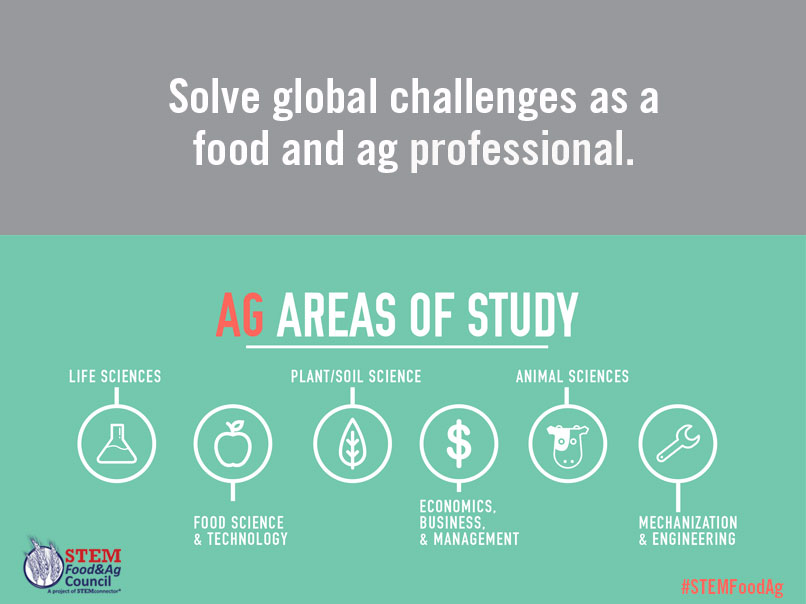 Solve global challenges as a
food and ag professional.
AG AREAS OF STUDY
LIFE SCIENCES
PLANT/SOIL SCIENCE
ANIMAL SCIENCES
$
FOOD SCIENCE
& TECHNOLOGY
ECONOMICS,
BUSINESS,
& MANAGEMENT
MECHANIZATION
& ENGINEERING
STEM
Food&Ag
Council
A project of STEMconnector®
#STEMFoodAg